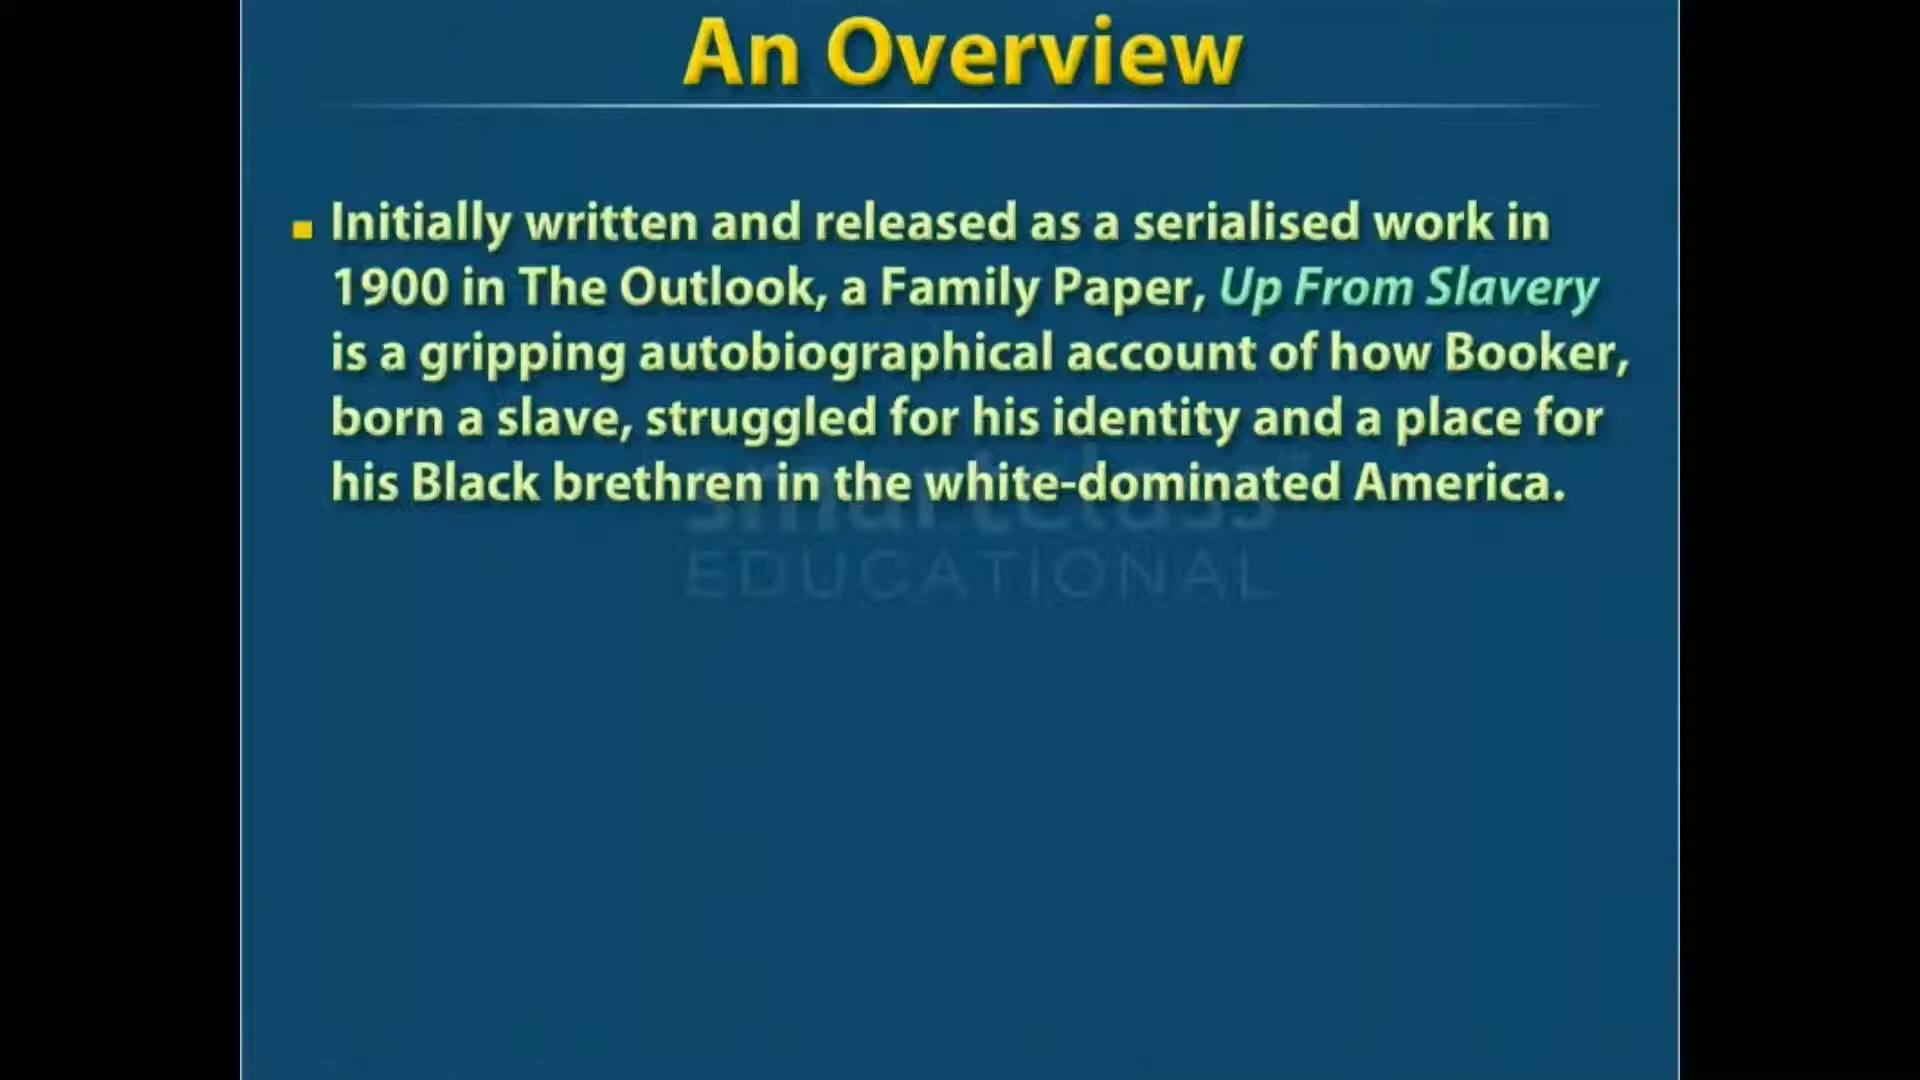 An Overview
Initially written and released as a serialised work in
1900 in The Outlook, a Family Paper, Up From Slavery
is a gripping autobiographical account of how Booker,
born a slave, struggled for his identity and a place for
his Black brethren in the white-dominated America.
smartclass
EDUCATIONAL